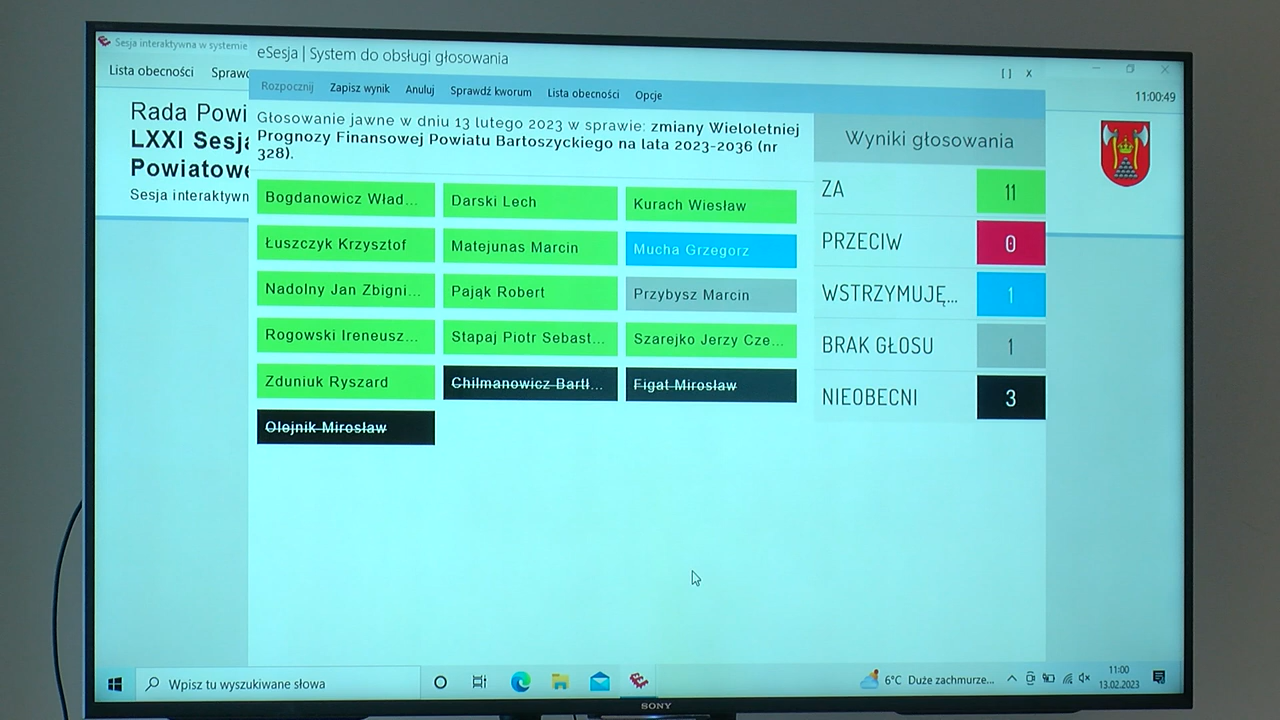 Sesja interaktywna w systemie
Lista obecności Sprawd
Rada Powi
LXXI Sesja
Powiatowe
Sesja interaktywn
eSesja | System do obsługi głosowania
[ ] x
Rozpocznij Zapisz wynik Anuluj Sprawdź kworum Lista obecności Opcje
11:00:49
Głosowanie jawne w dniu 13 lutego 2023 w sprawie: zmiany Wieloletniej
Prognozy Finansowej Powiatu Bartoszyckiego na lata 2023-2036 (nr
328).
Bogdanowicz Wład... Darski Lech Kurach Wiesław
Łuszczyk Krzysztof Matejunas Marcin Mucha Grzegorz
Nadolny Jan Zbigni... Pająk Robert Przybysz Marcin
Rogowski Ireneusz... Stapaj Piotr Sebast... Szarejko Jerzy Cze...
Zduniuk Ryszard Chilmanowicz Bartł... Figat Mirosław
Olejnik Mirosław
Wyniki głosowania
ZA 11
PRZECIW 0
WSTRZYMUJĘ... 1
BRAK GŁOSU 1
NIEOBECNI 3
Wpisz tu wyszukiwane słowa
6°C Duże zachmurze...
11:00
13.02.2023
SONY